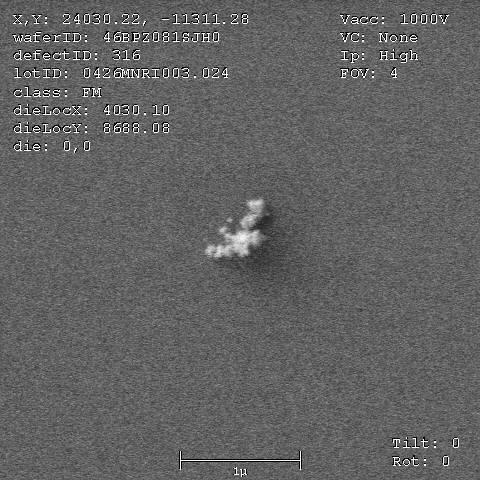 X,Y: 24030.22, -11311.28
waferID: 46BPZ081SJH0
defectID: 316
lotID: 0426MNRI003.024
class: FM
dieLocX: 4030.10
dieLocY: 8688.08
die: 0,0
Vacc: 1000V
VC: None
Ip: High
FOV: 4
Tilt: 0
Rot: 0
1μ